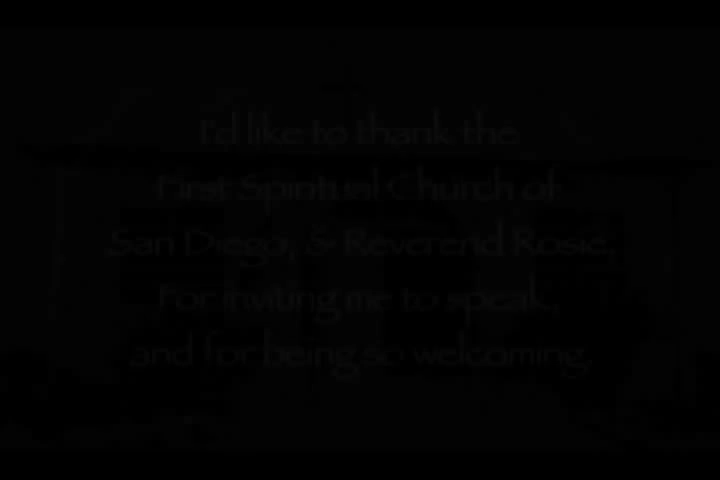 I'd like to thank the
First Spiritual Church of
San Diego, & Reverend Rosie,
For inviting me to speak,
and for being so welcoming.